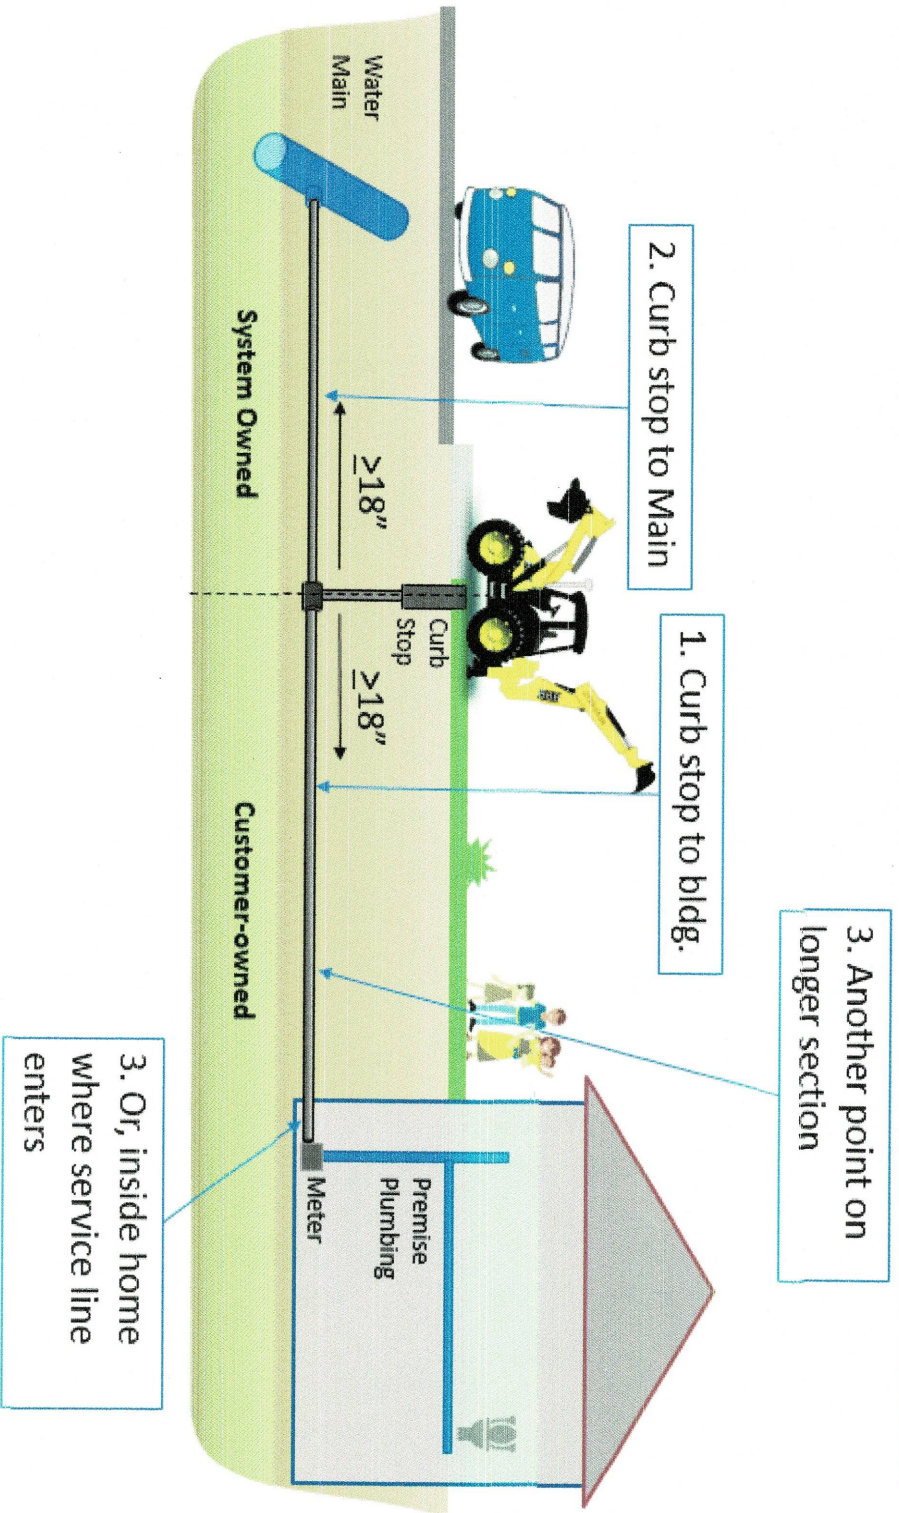 3. Another point on
longer section
2. Curb stop to Main
1. Curb stop to bldg.
Water
Main
Curb
Stop
≥18”
≥18”
Premise
Plumbing
Meter
System Owned
Customer-owned
3. Or, inside home
where service line
enters